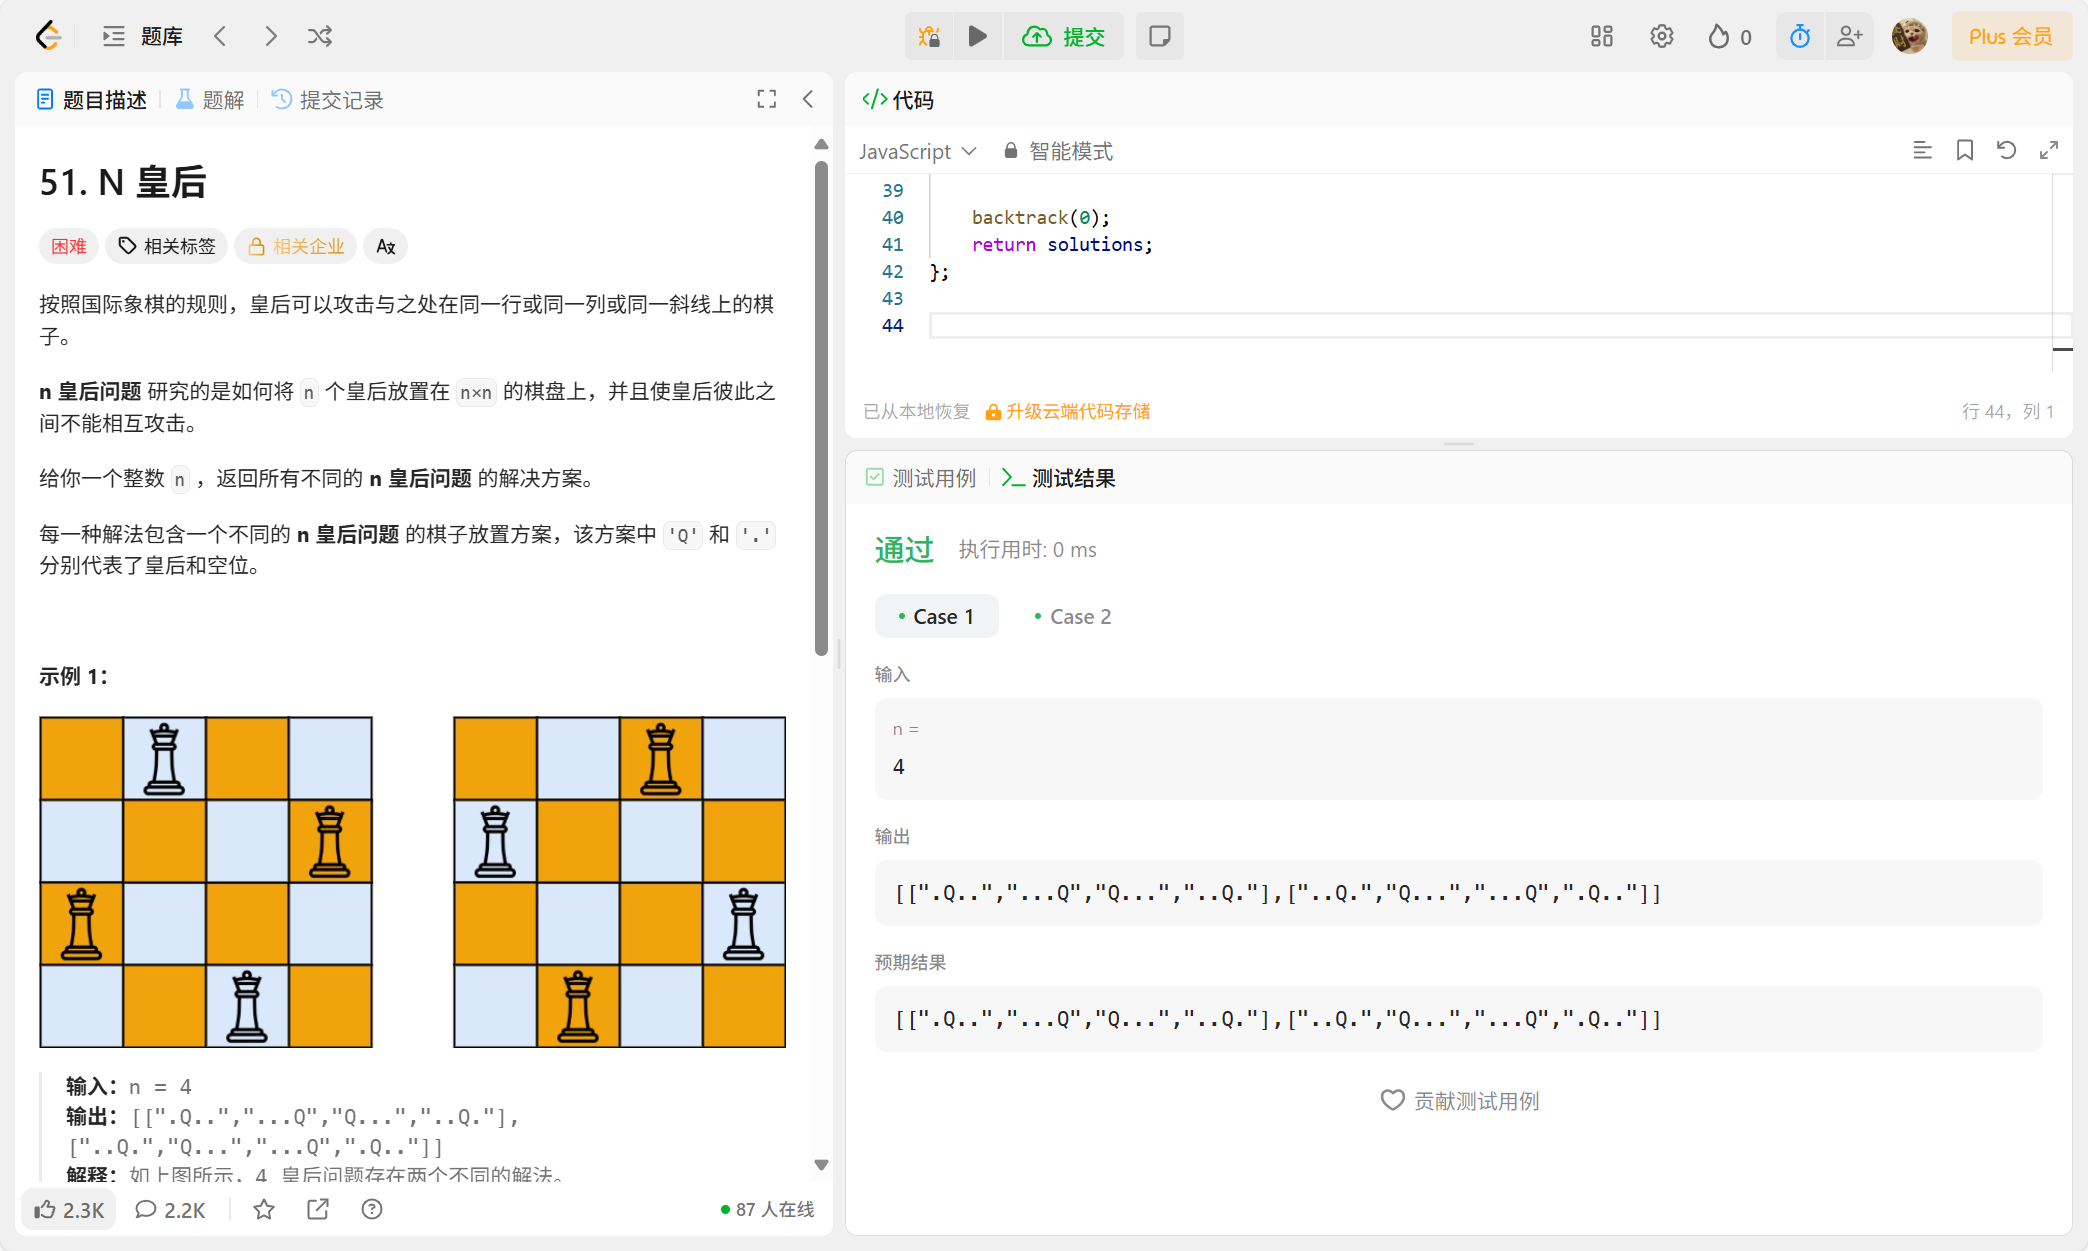 题库
提交
0
Plus 会员
题目描述
题解
提交记录
51. N 皇后
困难
相关标签
相关企业
按照国际象棋的规则，皇后可以攻击与之处在同一行或同一列或同一斜线上的棋
子。
n 皇后问题 研究的是如何将 n 个皇后放置在 n×n 的棋盘上，并且使皇后彼此之
间不能相互攻击。
给你一个整数 n ，返回所有不同的 n 皇后问题 的解决方案。
每一种解法包含一个不同的 n 皇后问题 的棋子放置方案，该方案中 'Q' 和 '.'
分别代表了皇后和空位。
示例 1：
输入：n = 4
输出：[[".Q..","...Q","Q...","..Q."],
["..Q.","Q...","...Q",".Q.."]]
解释：如上图所示，4 皇后问题存在两个不同的解法。
2.3K
2.2K
87 人在线
</> 代码
JavaScript
智能模式
39
40 backtrack(0);
41 return solutions;
42 };
43
44
已从本地恢复
升级云端代码存储
行 44，列 1
测试用例
测试结果
通过
执行用时: 0 ms
Case 1
Case 2
输入
n =
4
输出
[[".Q..","...Q","Q...","..Q."],["..Q.","Q...","...Q",".Q.."]]
预期结果
[[".Q..","...Q","Q...","..Q."],["..Q.","Q...","...Q",".Q.."]]
贡献测试用例